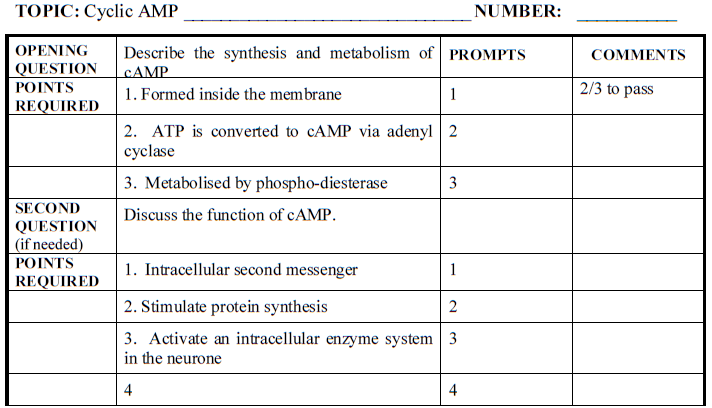 TOPIC: Cyclic AMP ______________________________ NUMBER: __________
OPENING QUESTION Describe the synthesis and metabolism of cAMP PROMPTS COMMENTS
POINTS REQUIRED 1. Formed inside the membrane 1 2/3 to pass
2. ATP is converted to cAMP via adenyl cyclase 2
3. Metabolised by phospho-diesterase 3
SECOND QUESTION (if needed) Discuss the function of cAMP.
POINTS REQUIRED 1. Intracellular second messenger 1
2. Stimulate protein synthesis 2
3. Activate an intracellular enzyme system in the neurone 3
4 4